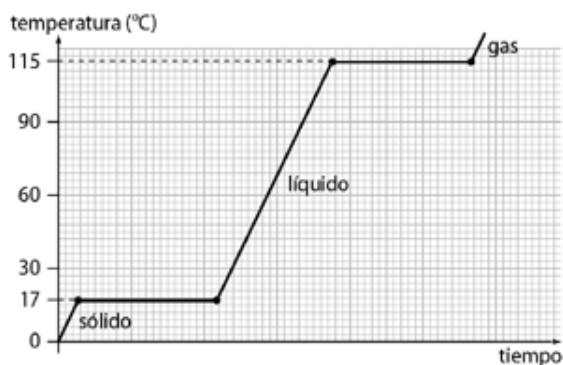 temperatura (ºC)
gas
115
90
60
líquido
30
17
sólido
0
tiempo